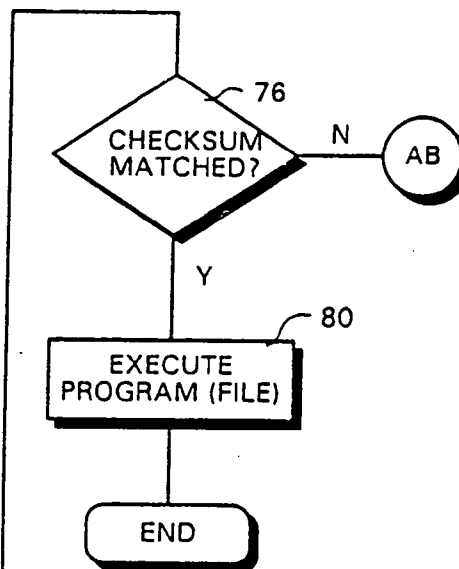 76
CHECKSUM
MATCHED?
N
AB
Y
80
EXECUTE
PROGRAM (FILE)
END